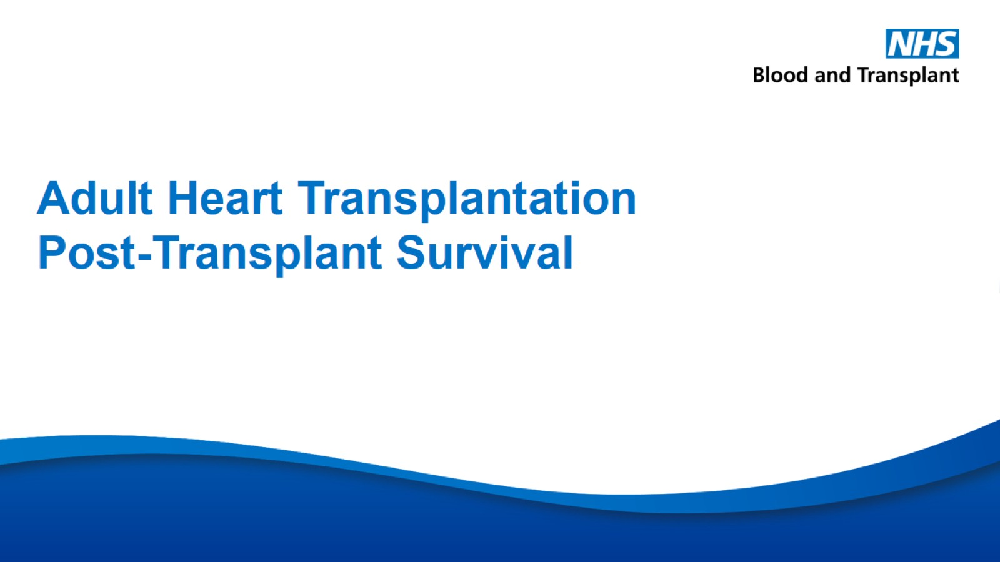 NHS
Blood and Transplant
Adult Heart Transplantation
Post-Transplant Survival